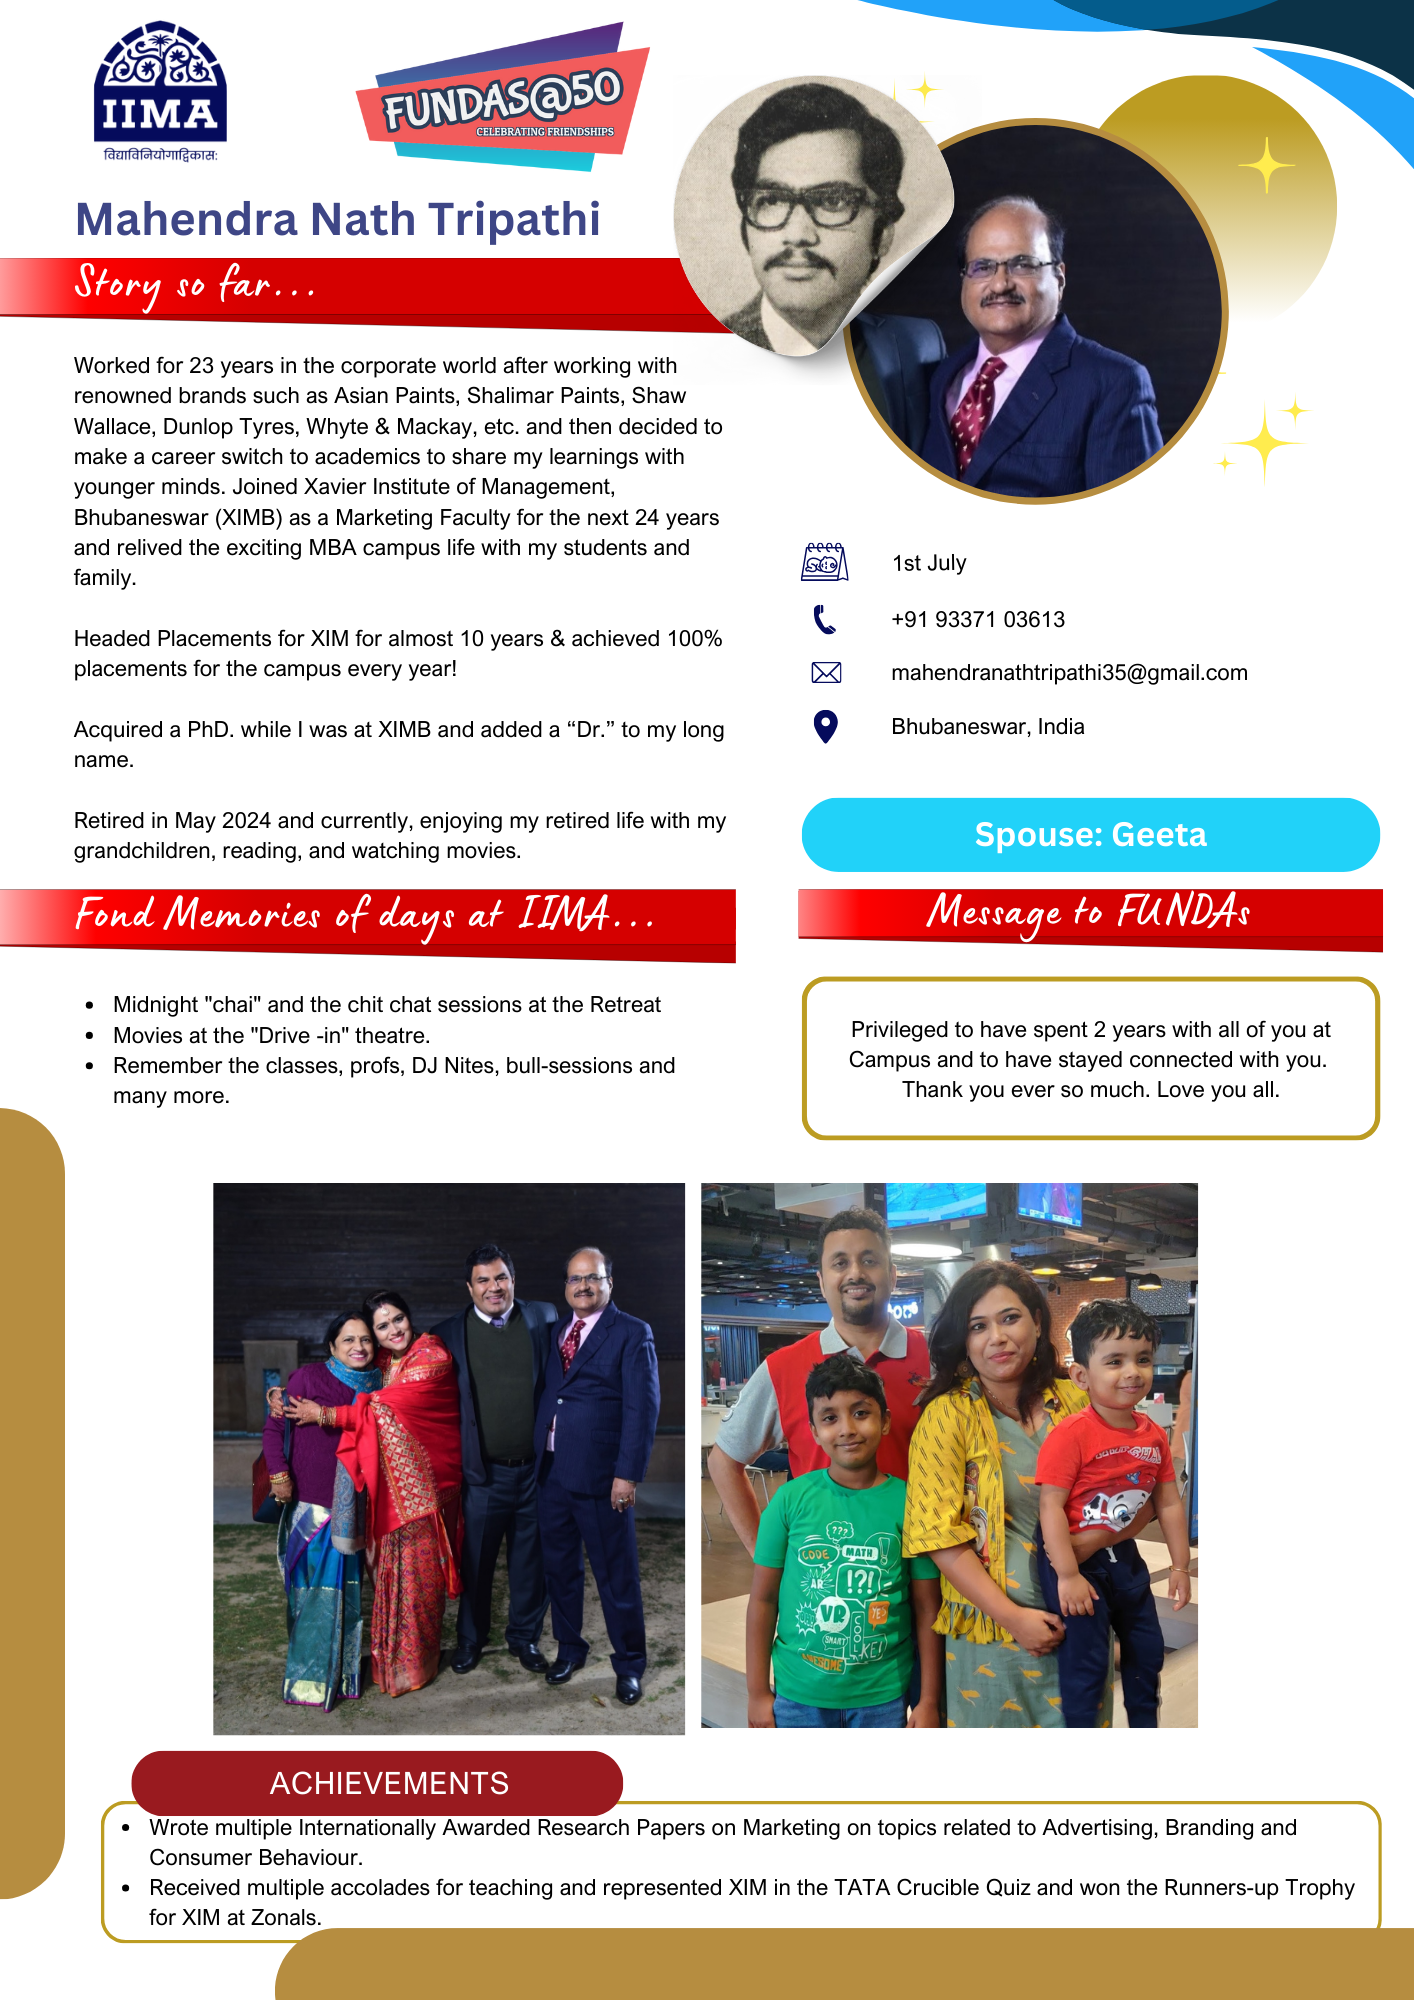 IIMA
विद्याविनियोगाद्विकास:
FUNDAS@50
CELEBRATING FRIENDSHIPS
Mahendra Nath Tripathi
Story so far...
Worked for 23 years in the corporate world after working with
renowned brands such as Asian Paints, Shalimar Paints, Shaw
Wallace, Dunlop Tyres, Whyte & Mackay, etc. and then decided to
make a career switch to academics to share my learnings with
younger minds. Joined Xavier Institute of Management,
Bhubaneswar (XIMB) as a Marketing Faculty for the next 24 years
and relived the exciting MBA campus life with my students and
family.
Headed Placements for XIM for almost 10 years & achieved 100%
placements for the campus every year!
Acquired a PhD. while I was at XIMB and added a “Dr.” to my long
name.
Retired in May 2024 and currently, enjoying my retired life with my
grandchildren, reading, and watching movies.
1st July
+91 93371 03613
mahendranathtripathi35@gmail.com
Bhubaneswar, India
Spouse: Geeta
Fond Memories of days at IIMA...
• Midnight "chai" and the chit chat sessions at the Retreat
• Movies at the "Drive -in" theatre.
• Remember the classes, profs, DJ Nites, bull-sessions and
many more.
Message to FUNDAs
Privileged to have spent 2 years with all of you at
Campus and to have stayed connected with you.
Thank you ever so much. Love you all.
???
CODE
MATH
AR
!?!
VR
YE
COOL
SMART
KE!
AWESOME
ACHIEVEMENTS
• Wrote multiple Internationally Awarded Research Papers on Marketing on topics related to Advertising, Branding and
Consumer Behaviour.
• Received multiple accolades for teaching and represented XIM in the TATA Crucible Quiz and won the Runners-up Trophy
for XIM at Zonals.